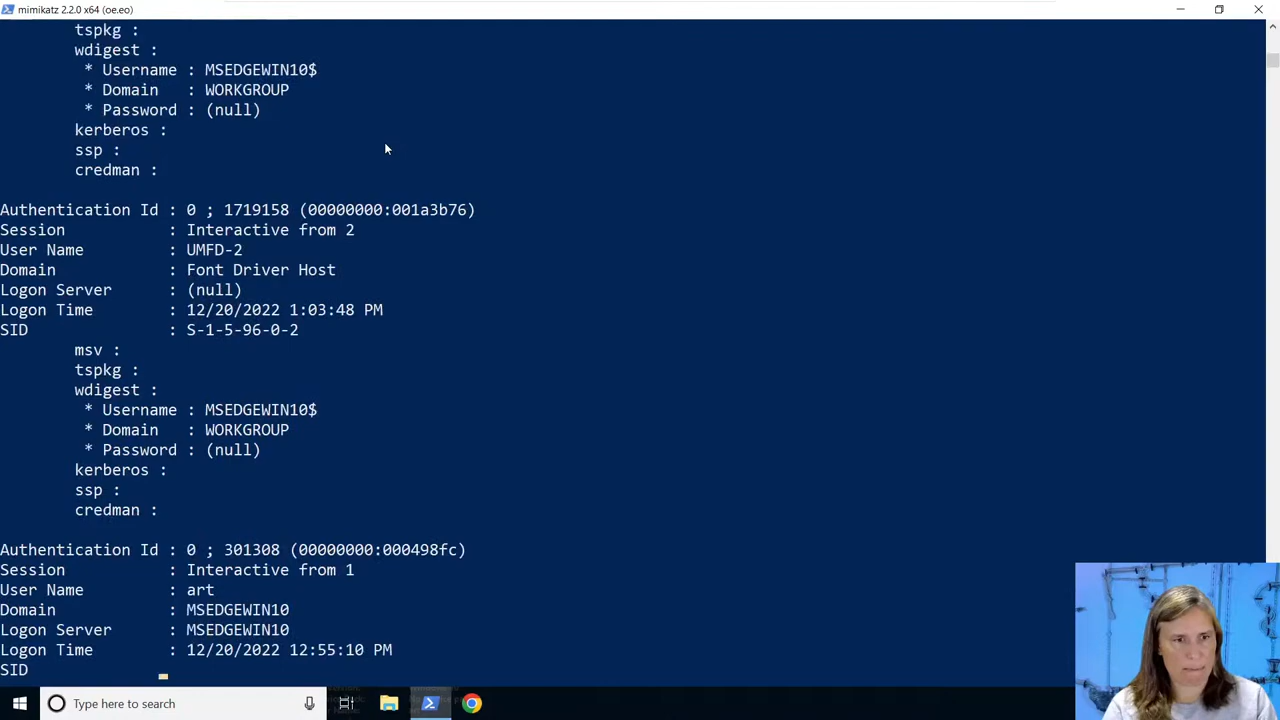 mimikatz 2.2.0 x64 (oe.eo)
tspkg :
wdigest :
* Username : MSEDGEWIN10$
* Domain : WORKGROUP
* Password : (null)
kerberos :
ssp :
credman :
Authentication Id : 0 ; 1719158 (00000000:001a3b76)
Session : Interactive from 2
User Name : UMFD-2
Domain : Font Driver Host
Logon Server : (null)
Logon Time : 12/20/2022 1:03:48 PM
SID : S-1-5-96-0-2
msv :
tspkg :
wdigest :
* Username : MSEDGEWIN10$
* Domain : WORKGROUP
* Password : (null)
kerberos :
ssp :
credman :
Authentication Id : 0 ; 301308 (00000000:000498fc)
Session : Interactive from 1
User Name : art
Domain : MSEDGEWIN10
Logon Server : MSEDGEWIN10
Logon Time : 12/20/2022 12:55:10 PM
SID
Type here to search